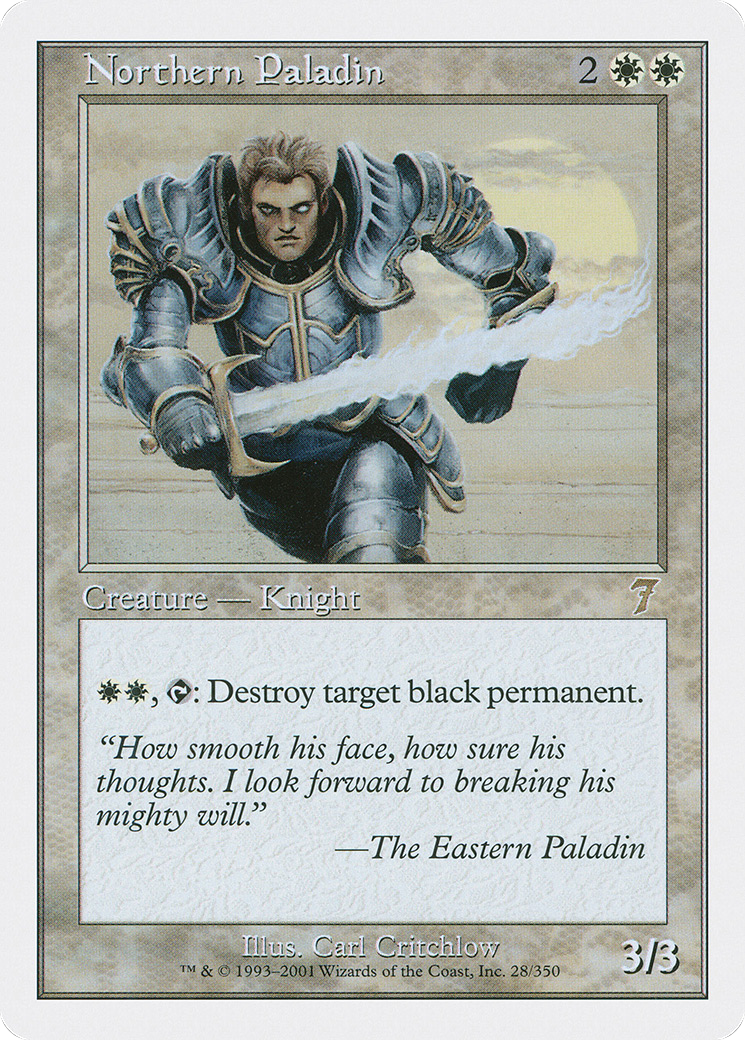 Northern Paladin 2
Creature — Knight 7
, : Destroy target black permanent.
“How smooth his face, how sure his
thoughts. I look forward to breaking his
mighty will.”
—The Eastern Paladin
Illus. Carl Critchlow
™ & © 1993–2001 Wizards of the Coast, Inc. 28/350
3/3